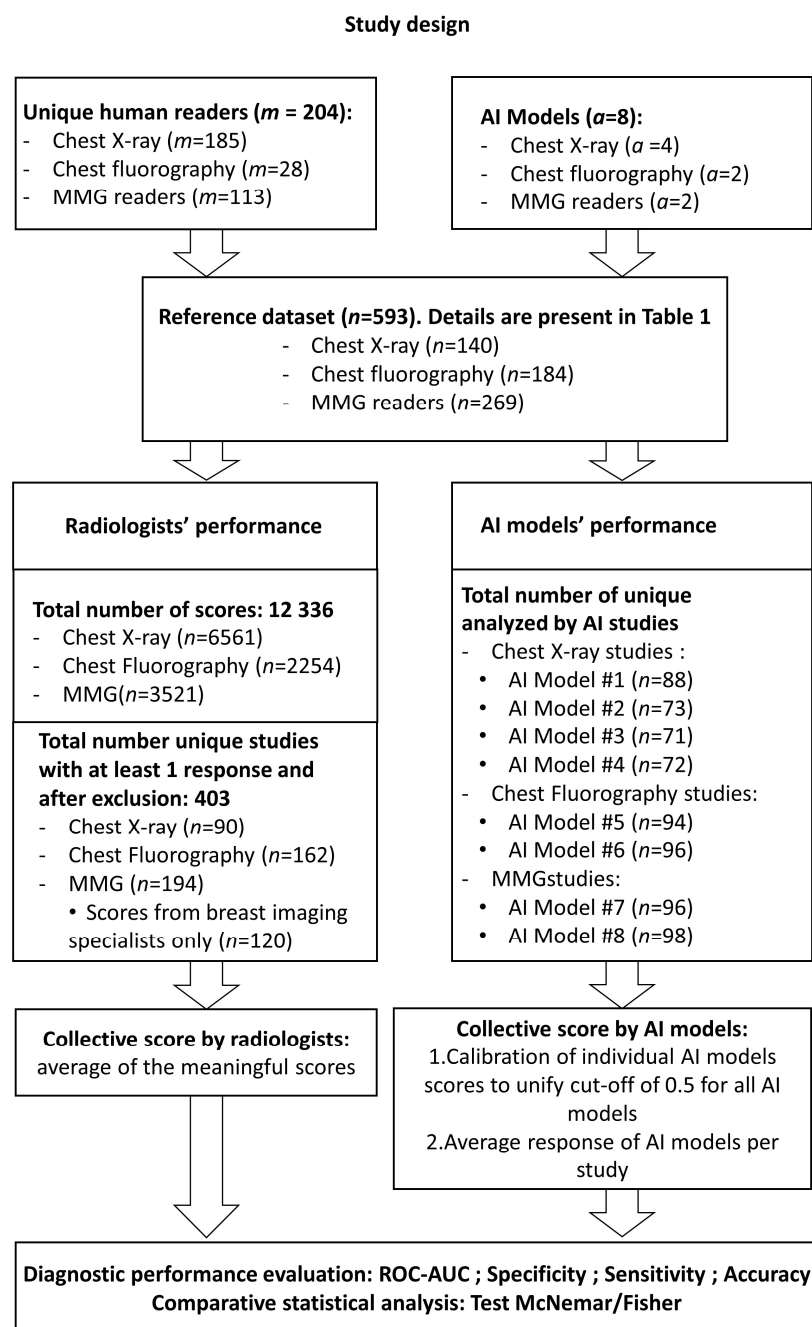 Study design
Unique human readers (m = 204):
- Chest X-ray (m=185)
- Chest fluorography (m=28)
- MMG readers (m=113)
AI Models (a=8):
- Chest X-ray (a =4)
- Chest fluorography (a=2)
- MMG readers (a=2)
Reference dataset (n=593). Details are present in Table 1
- Chest X-ray (n=140)
- Chest fluorography (n=184)
- MMG readers (n=269)
Radiologists’ performance
Total number of scores: 12 336
- Chest X-ray (n=6561)
- Chest Fluorography (n=2254)
- MMG(n=3521)
Total number unique studies
with at least 1 response and
after exclusion: 403
- Chest X-ray (n=90)
- Chest Fluorography (n=162)
- MMG (n=194)
• Scores from breast imaging
specialists only (n=120)
AI models’ performance
Total number of unique
analyzed by AI studies
- Chest X-ray studies :
• AI Model #1 (n=88)
• AI Model #2 (n=73)
• AI Model #3 (n=71)
• AI Model #4 (n=72)
- Chest Fluorography studies:
• AI Model #5 (n=94)
• AI Model #6 (n=96)
- MMGstudies:
• AI Model #7 (n=96)
• AI Model #8 (n=98)
Collective score by radiologists:
average of the meaningful scores
Collective score by AI models:
1.Calibration of individual AI models
scores to unify cut-off of 0.5 for all AI
models
2.Average response of AI models per
study
Diagnostic performance evaluation: ROC-AUC ; Specificity ; Sensitivity ; Accuracy
Comparative statistical analysis: Test McNemar/Fisher